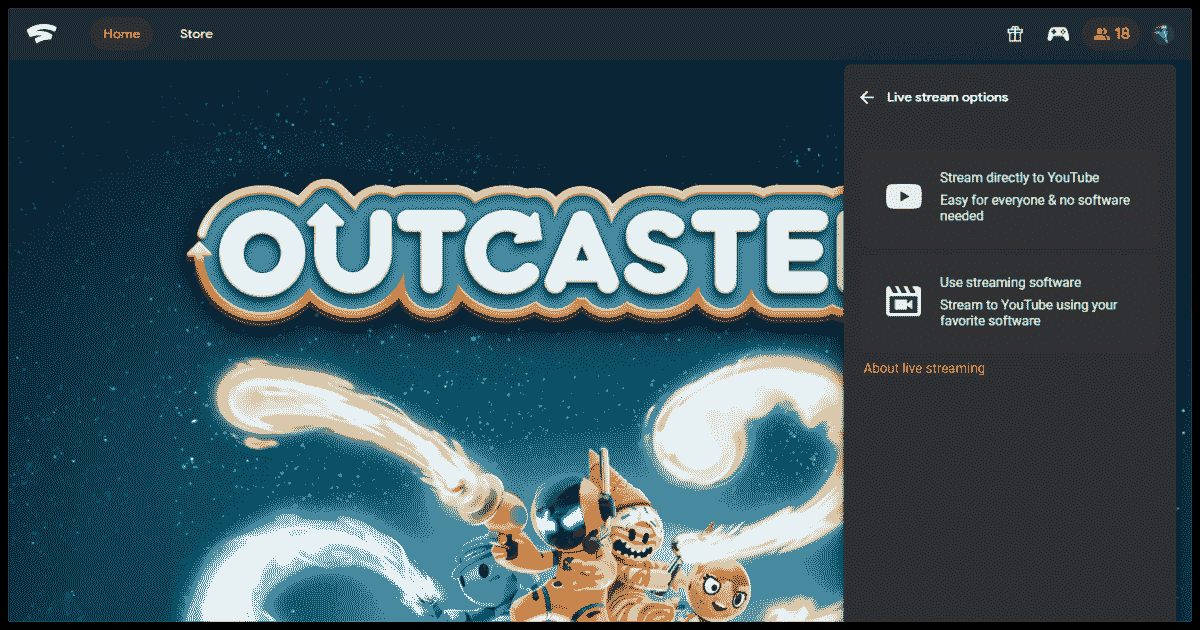 Home
Store
18
OUTCASTE
Live stream options
Stream directly to YouTube
Easy for everyone & no software
needed
Use streaming software
Stream to YouTube using your
favorite software
About live streaming